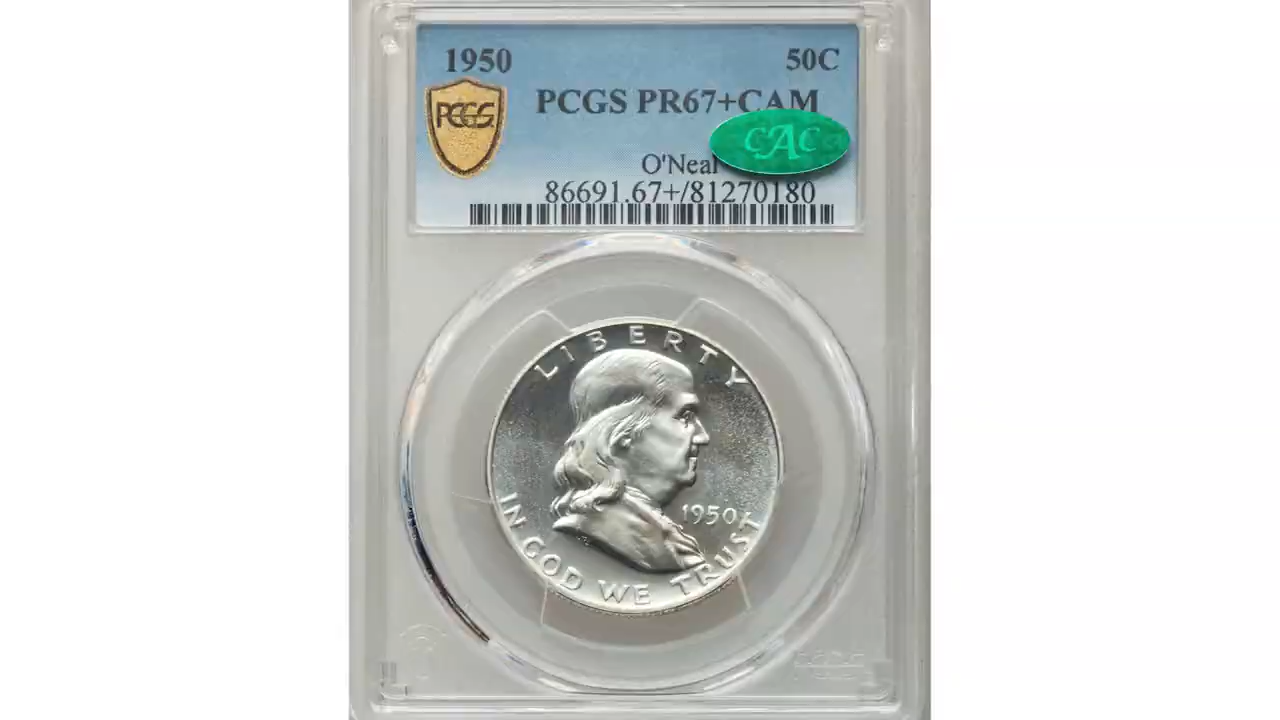 1950 50C
PCGS PR67+CAM
PCGS
CAC
O'Neal
86691.67+/81270180
LIBERTY
1950
IN GOD WE TRUST